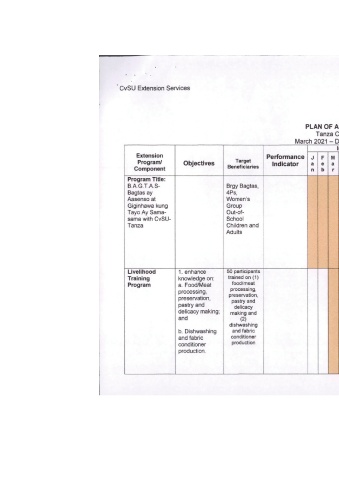 CvSU Extension Services
PLAN OF A
Tanza C
March 2021 – D
Extension
Program/
Component
Objectives
Target
Beneficiaries
Performance
Indicator
J
a
n
F
e
b
M
a
r
Program Title:
B.A.G.T.A.S-
Bagtas ay
Aasenso at
Giginhawa kung
Tayo Ay Sama-
sama with CvSU-
Tanza
Brgy Bagtas,
4Ps,
Women's
Group
Out-of-
School
Children and
Adults
Livelihood
Training
Program
1. enhance
knowledge on:
a. Food/Meat
processing,
preservation,
pastry and
delicacy making;
and
b. Dishwashing
and fabric
conditioner
production.
50 participants
trained on (1)
food/meat
processing,
preservation,
pastry and
delicacy
making and
(2)
dishwashing
and fabric
conditioner
production